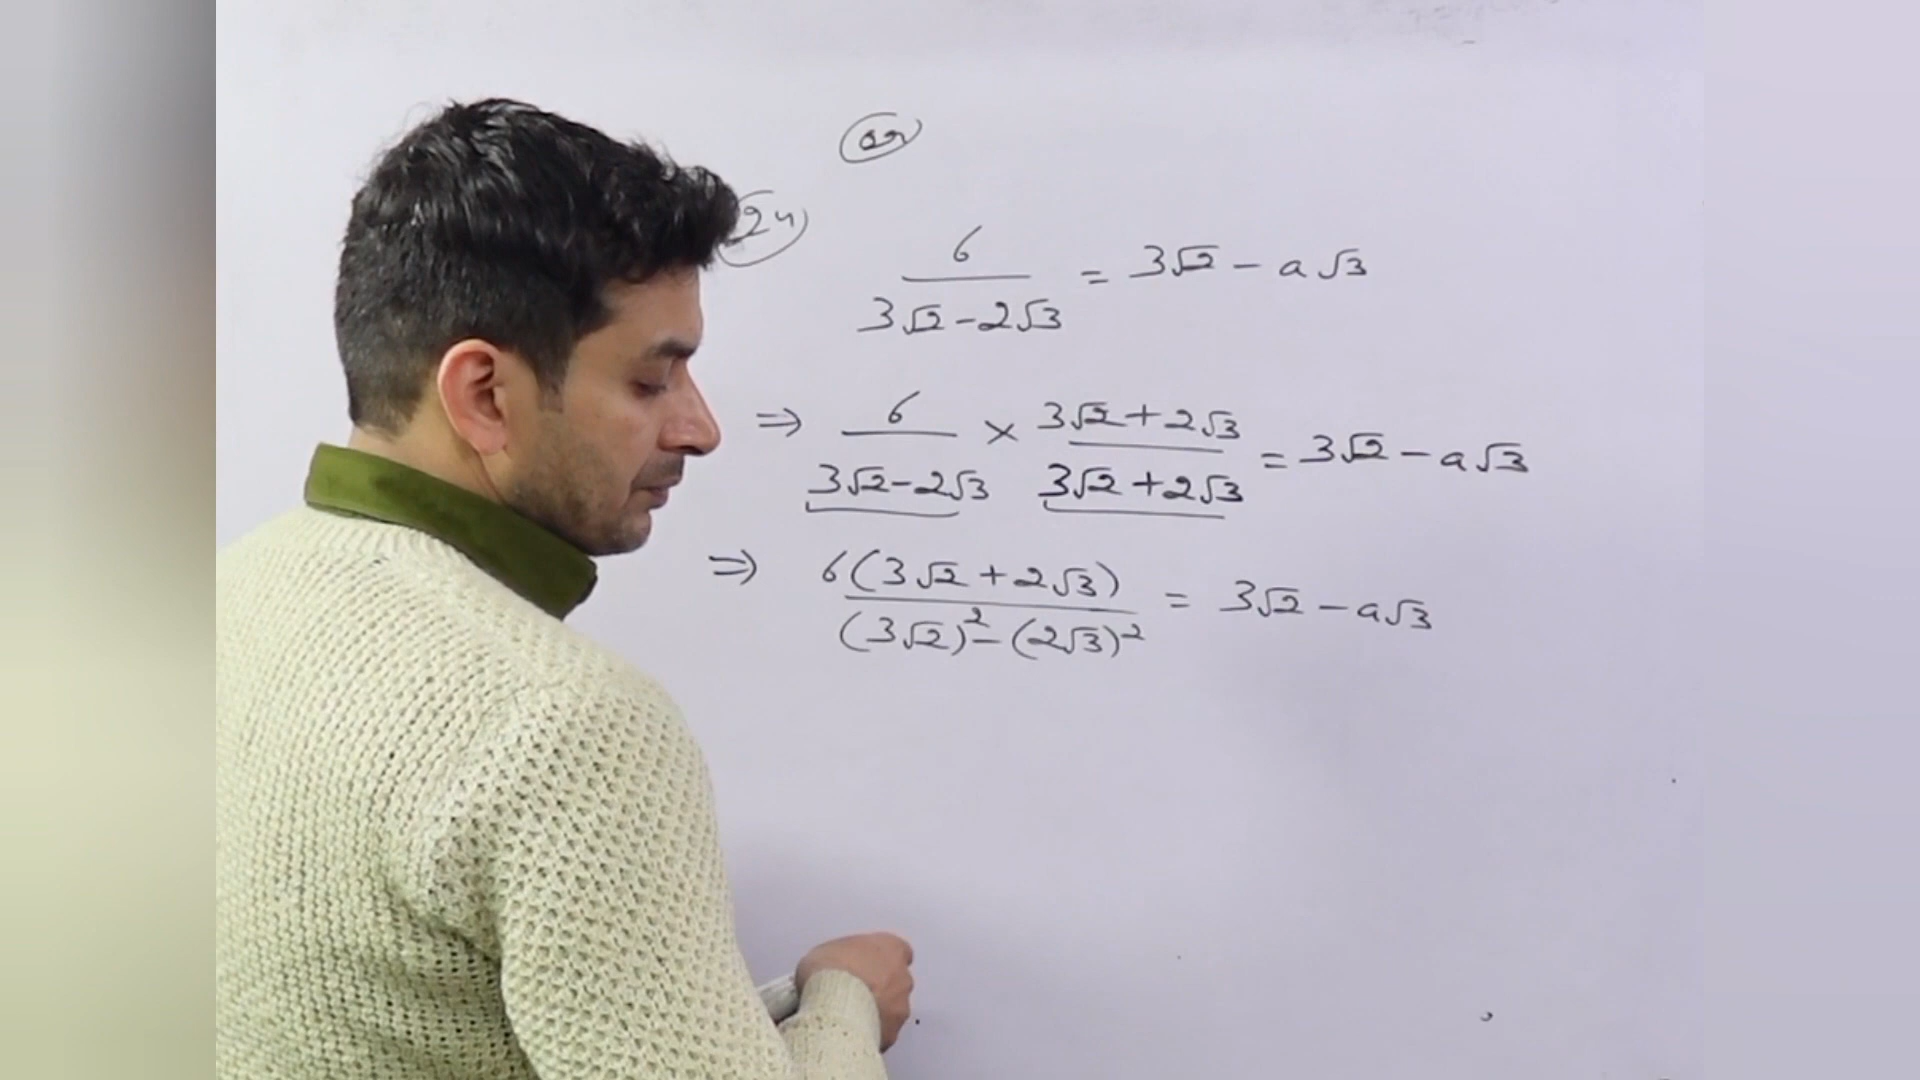 or
24
6 / 3√2 - 2√3 = 3√2 - a√3
⇒ 6 / 3√2 - 2√3 × 3√2 + 2√3 / 3√2 + 2√3 = 3√2 - a√3
⇒ 6(3√2 + 2√3) / (3√2)² - (2√3)² = 3√2 - a√3